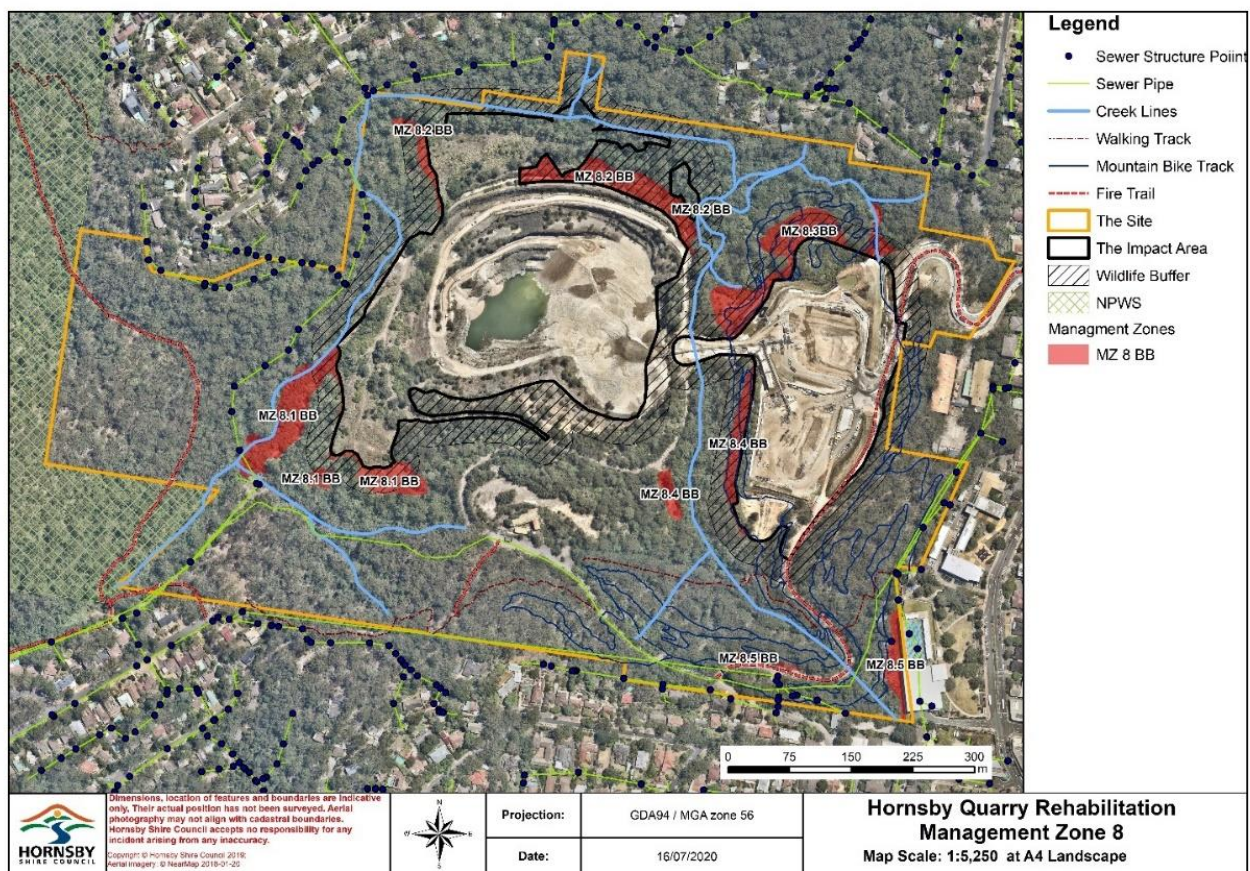 Legend
Sewer Structure Poiint
Sewer Pipe
Creek Lines
Walking Track
Mountain Bike Track
Fire Trail
The Site
The Impact Area
Wildlife Buffer
NPWS
Managment Zones
MZ 8 BB
MZ 8.2 BB
MZ 8.2 BB
MZ 8.2 BB
MZ 8.3BB
MZ 8.1 BB
MZ 8.1 BB
MZ 8.1 BB
MZ 8.4 BB
MZ 8.4 BB
MZ 8.5 BB
MZ 8.5 BB
0 75 150 225 300
m
HORNSBY
SHIRE COUNCIL
Dimensions, location of features and boundaries are indicative
only. Their actual position has not been surveyed. Aerial
photography may not align with cadastral boundaries.
Hornsby Shire Council accepts no responsibility for any
incident arising from any inaccuracy.
Copyright © Hornsby Shire Council 2019;
Aerial Imagery: © NearMap 2018-01-20
N
E
S
W
Projection: GDA94 / MGA zone 56
Date: 16/07/2020
Hornsby Quarry Rehabilitation
Management Zone 8
Map Scale: 1:5,250 at A4 Landscape